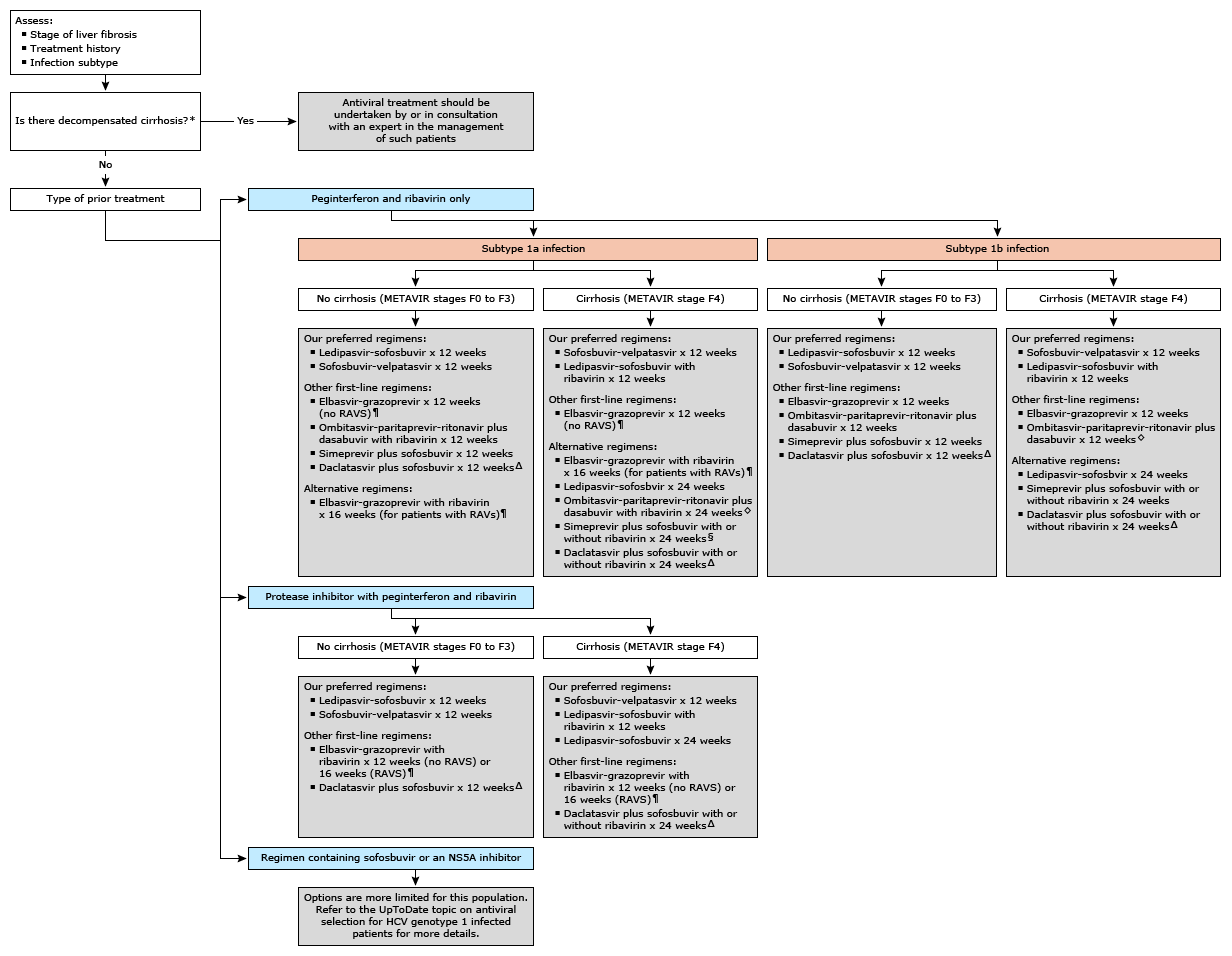 Assess:
▪ Stage of liver fibrosis
▪ Treatment history
▪ Infection subtype
Is there decompensated cirrhosis?*
Yes
Antiviral treatment should be
undertaken by or in consultation
with an expert in the management
of such patients
No
Type of prior treatment
Peginterferon and ribavirin only
Subtype 1a infection
No cirrhosis (METAVIR stages F0 to F3)
Our preferred regimens:
▪ Ledipasvir-sofosbuvir x 12 weeks
▪ Sofosbuvir-velpatasvir x 12 weeks
Other first-line regimens:
▪ Elbasvir-grazoprevir x 12 weeks
(no RAVS)¶
▪ Ombitasvir-paritaprevir-ritonavir plus
dasabuvir with ribavirin x 12 weeks
▪ Simeprevir plus sofosbuvir x 12 weeks
▪ Daclatasvir plus sofosbuvir x 12 weeksΔ
Alternative regimens:
▪ Elbasvir-grazoprevir with ribavirin
x 16 weeks (for patients with RAVs)¶
Cirrhosis (METAVIR stage F4)
Our preferred regimens:
▪ Sofosbuvir-velpatasvir x 12 weeks
▪ Ledipasvir-sofosbuvir with
ribavirin x 12 weeks
Other first-line regimens:
▪ Elbasvir-grazoprevir x 12 weeks
(no RAVS)¶
Alternative regimens:
▪ Elbasvir-grazoprevir with ribavirin
x 16 weeks (for patients with RAVs)¶
▪ Ledipasvir-sofosbvir x 24 weeks
▪ Ombitasvir-paritaprevir-ritonavir plus
dasabuvir with ribavirin x 24 weeks◇
▪ Simeprevir plus sofosbuvir with or
without ribavirin x 24 weeks§
▪ Daclatasvir plus sofosbuvir with or
without ribavirin x 24 weeksΔ
Subtype 1b infection
No cirrhosis (METAVIR stages F0 to F3)
Our preferred regimens:
▪ Ledipasvir-sofosbuvir x 12 weeks
▪ Sofosbuvir-velpatasvir x 12 weeks
Other first-line regimens:
▪ Elbasvir-grazoprevir x 12 weeks
▪ Ombitasvir-paritaprevir-ritonavir plus
dasabuvir x 12 weeks
▪ Simeprevir plus sofosbuvir x 12 weeks
▪ Daclatasvir plus sofosbuvir x 12 weeksΔ
Cirrhosis (METAVIR stage F4)
Our preferred regimens:
▪ Sofosbuvir-velpatasvir x 12 weeks
▪ Ledipasvir-sofosbuvir with
ribavirin x 12 weeks
Other first-line regimens:
▪ Elbasvir-grazoprevir x 12 weeks
▪ Ombitasvir-paritaprevir-ritonavir plus
dasabuvir x 12 weeks◇
Alternative regimens:
▪ Ledipasvir-sofosbvir x 24 weeks
▪ Simeprevir plus sofosbuvir with or
without ribavirin x 24 weeks
▪ Daclatasvir plus sofosbuvir with or
without ribavirin x 24 weeksΔ
Protease inhibitor with peginterferon and ribavirin
No cirrhosis (METAVIR stages F0 to F3)
Our preferred regimens:
▪ Ledipasvir-sofosbuvir x 12 weeks
▪ Sofosbuvir-velpatasvir x 12 weeks
Other first-line regimens:
▪ Elbasvir-grazoprevir with
ribavirin x 12 weeks (no RAVS) or
16 weeks (RAVS)¶
▪ Daclatasvir plus sofosbuvir x 12 weeksΔ
Cirrhosis (METAVIR stage F4)
Our preferred regimens:
▪ Sofosbuvir-velpatasvir x 12 weeks
▪ Ledipasvir-sofosbuvir with
ribavirin x 12 weeks
▪ Ledipasvir-sofosbuvir x 24 weeks
Other first-line regimens:
▪ Elbasvir-grazoprevir with
ribavirin x 12 weeks (no RAVS) or
16 weeks (RAVS)¶
▪ Daclatasvir plus sofosbuvir with or
without ribavirin x 24 weeksΔ
Regimen containing sofosbuvir or an NS5A inhibitor
Options are more limited for this population.
Refer to the UpToDate topic on antiviral
selection for HCV genotype 1 infected
patients for more details.